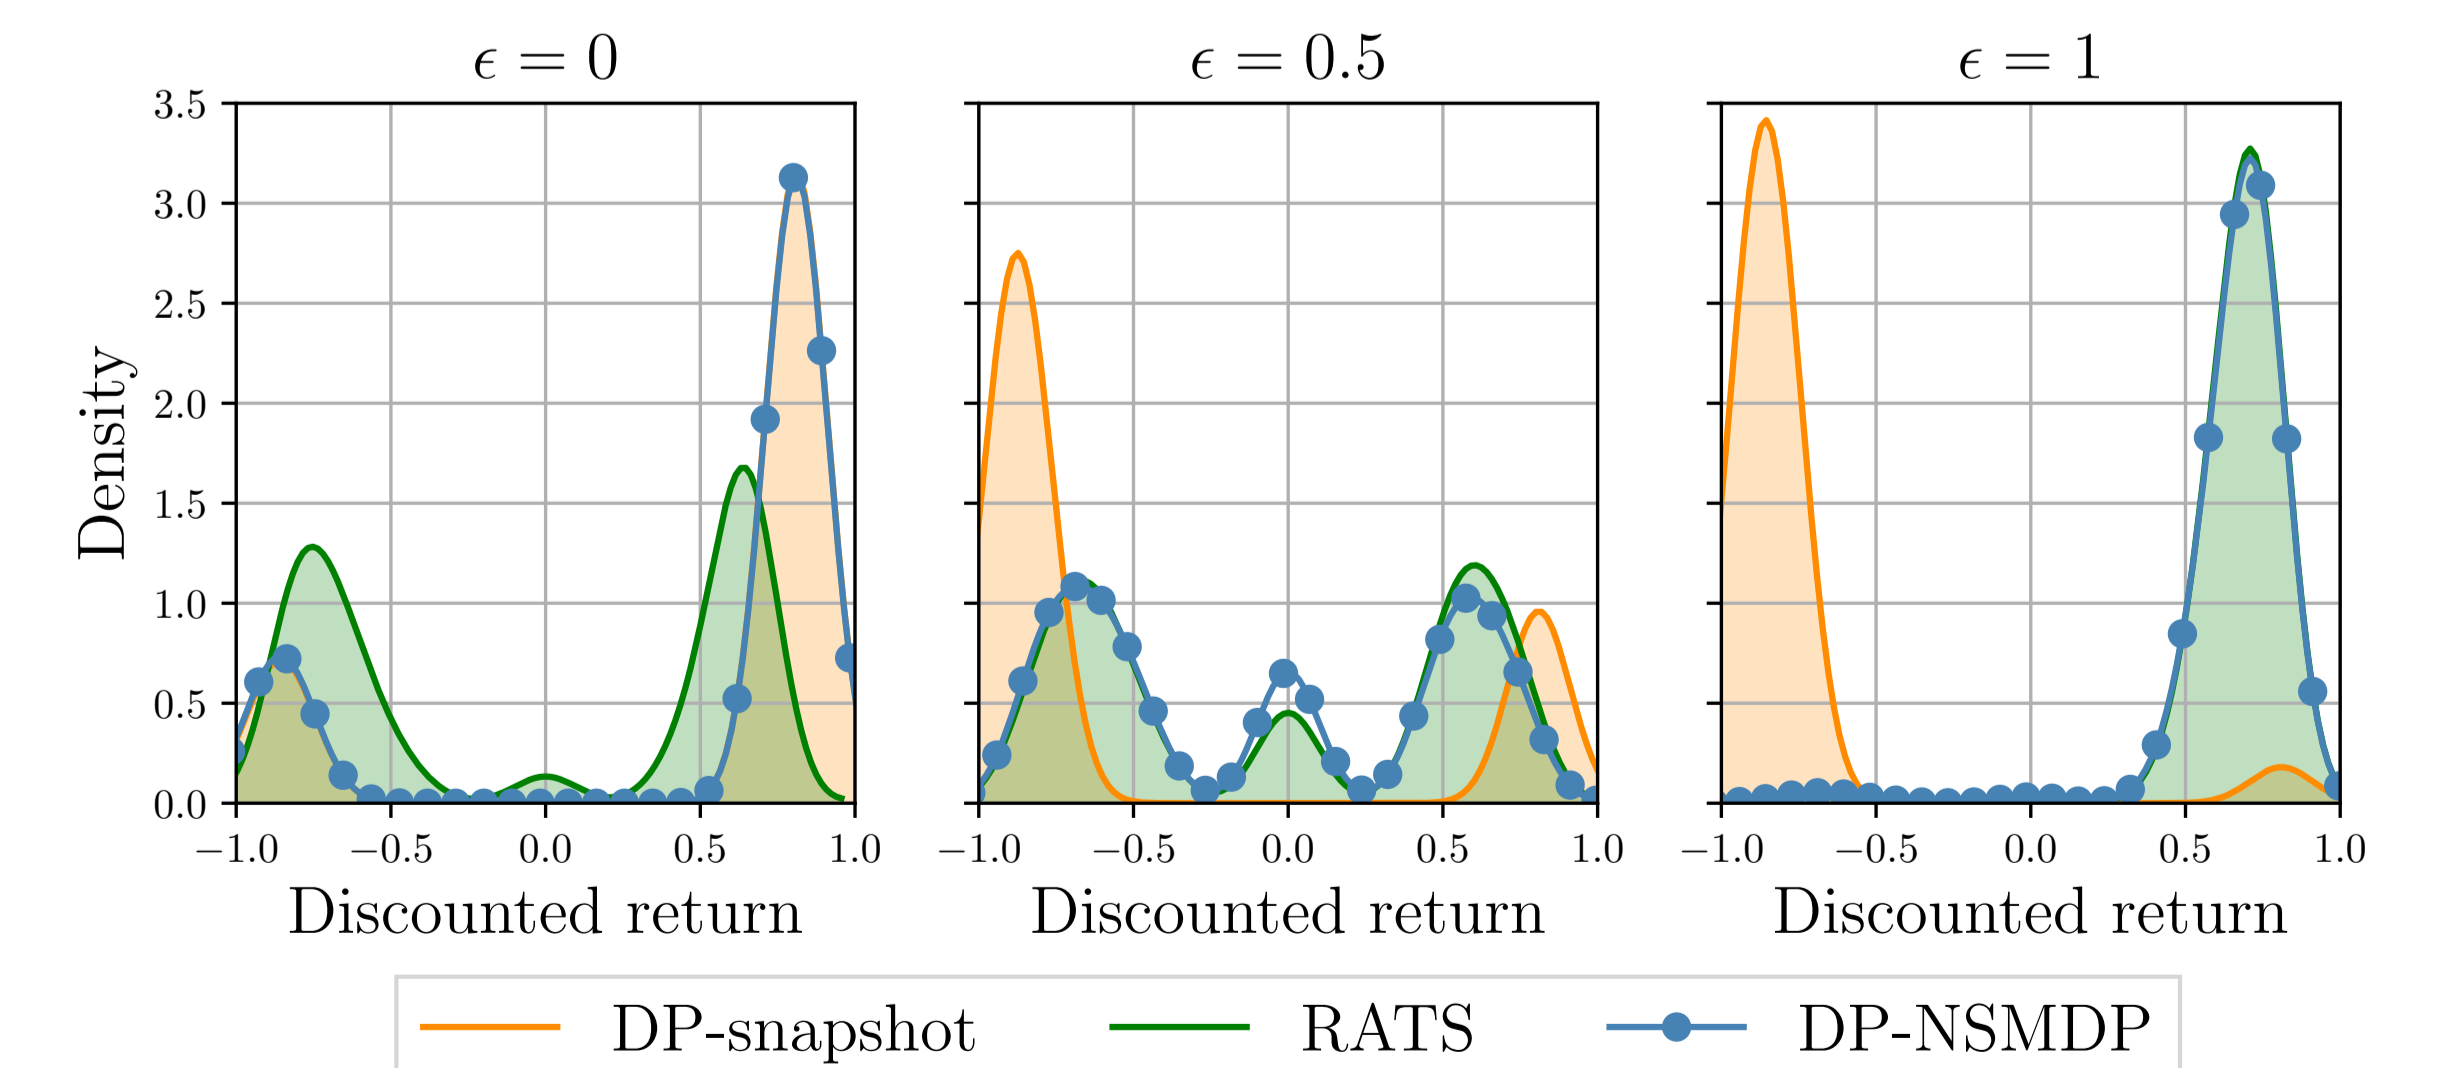 ϵ = 0 ϵ = 0.5 ϵ = 1
3.5
3.0
2.5
2.0
1.5
1.0
0.5
0.0
Density
−1.0 −0.5 0.0 0.5 1.0 −1.0 −0.5 0.0 0.5 1.0 −1.0 −0.5 0.0 0.5 1.0
Discounted return Discounted return Discounted return
DP-snapshot RATS DP-NSMDP